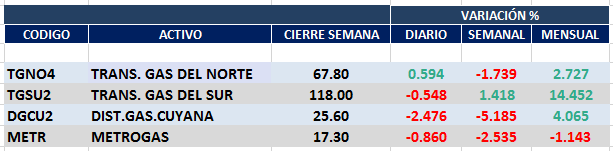 VARIACIÓN %
CODIGO ACTIVO CIERRE SEMANA DIARIO SEMANAL MENSUAL
TGNO4 TRANS. GAS DEL NORTE 67.80 0.594 -1.739 2.727
TGSU2 TRANS. GAS DEL SUR 118.00 -0.548 1.418 14.452
DGCU2 DIST.GAS.CUYANA 25.60 -2.476 -5.185 4.065
METR METROGAS 17.30 -0.860 -2.535 -1.143